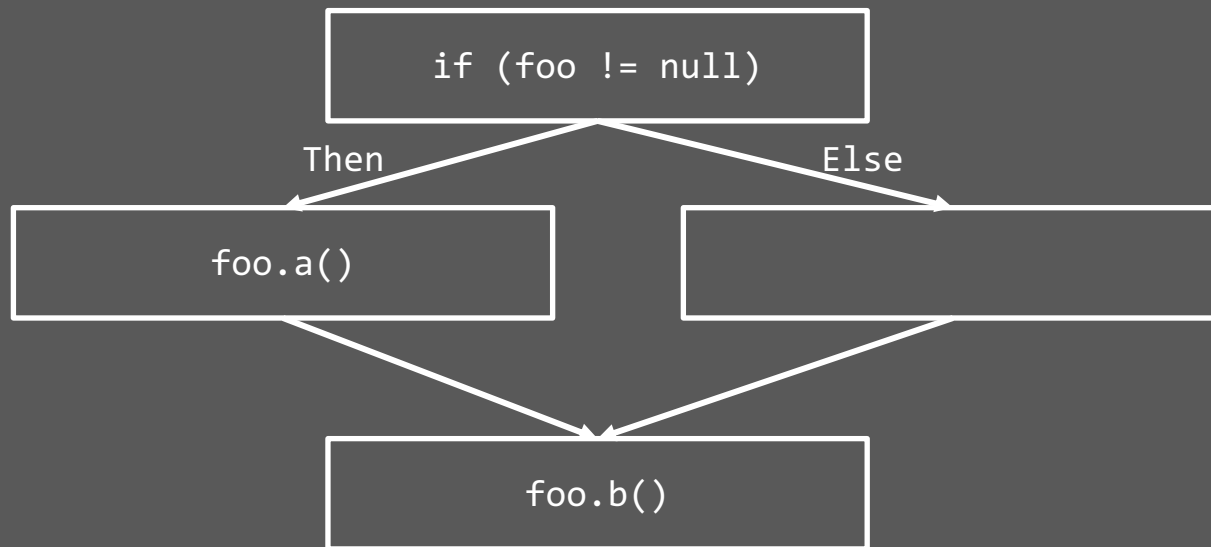 if (foo != null)
Then
Else
foo.a()
foo.b()